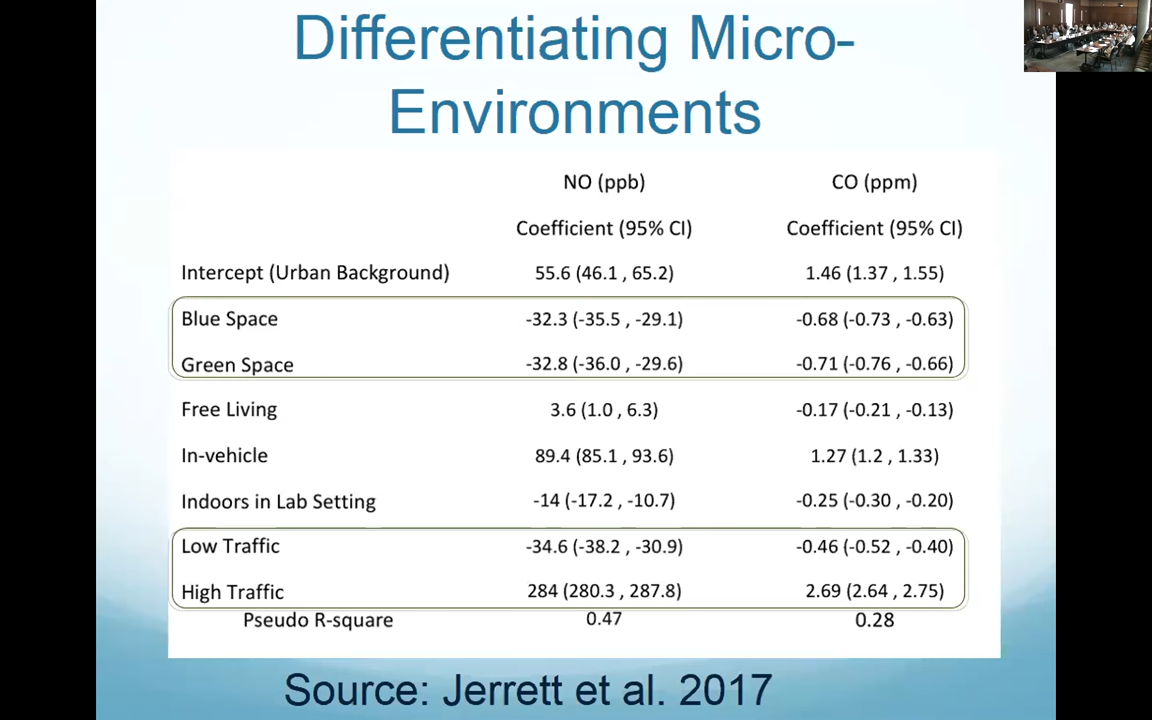 Differentiating Micro-
Environments
NO (ppb) CO (ppm)
Coefficient (95% CI) Coefficient (95% CI)
Intercept (Urban Background) 55.6 (46.1 , 65.2) 1.46 (1.37 , 1.55)
Blue Space -32.3 (-35.5 , -29.1) -0.68 (-0.73 , -0.63)
Green Space -32.8 (-36.0 , -29.6) -0.71 (-0.76 , -0.66)
Free Living 3.6 (1.0 , 6.3) -0.17 (-0.21 , -0.13)
In-vehicle 89.4 (85.1 , 93.6) 1.27 (1.2 , 1.33)
Indoors in Lab Setting -14 (-17.2 , -10.7) -0.25 (-0.30 , -0.20)
Low Traffic -34.6 (-38.2 , -30.9) -0.46 (-0.52 , -0.40)
High Traffic 284 (280.3 , 287.8) 2.69 (2.64 , 2.75)
Pseudo R-square 0.47 0.28
Source: Jerrett et al. 2017